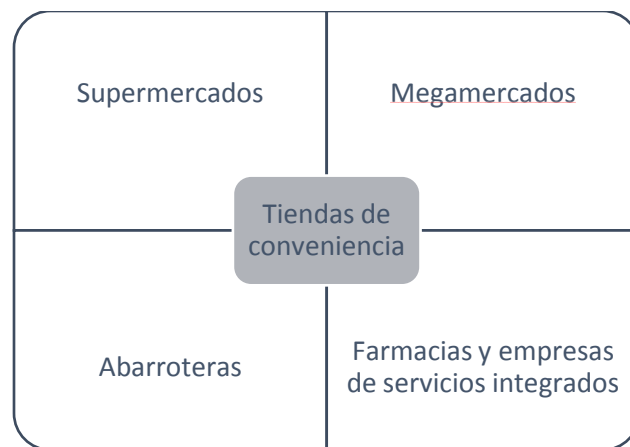 Supermercados
Megamercados
Tiendas de
conveniencia
Abarroteras
Farmacias y empresas
de servicios integrados